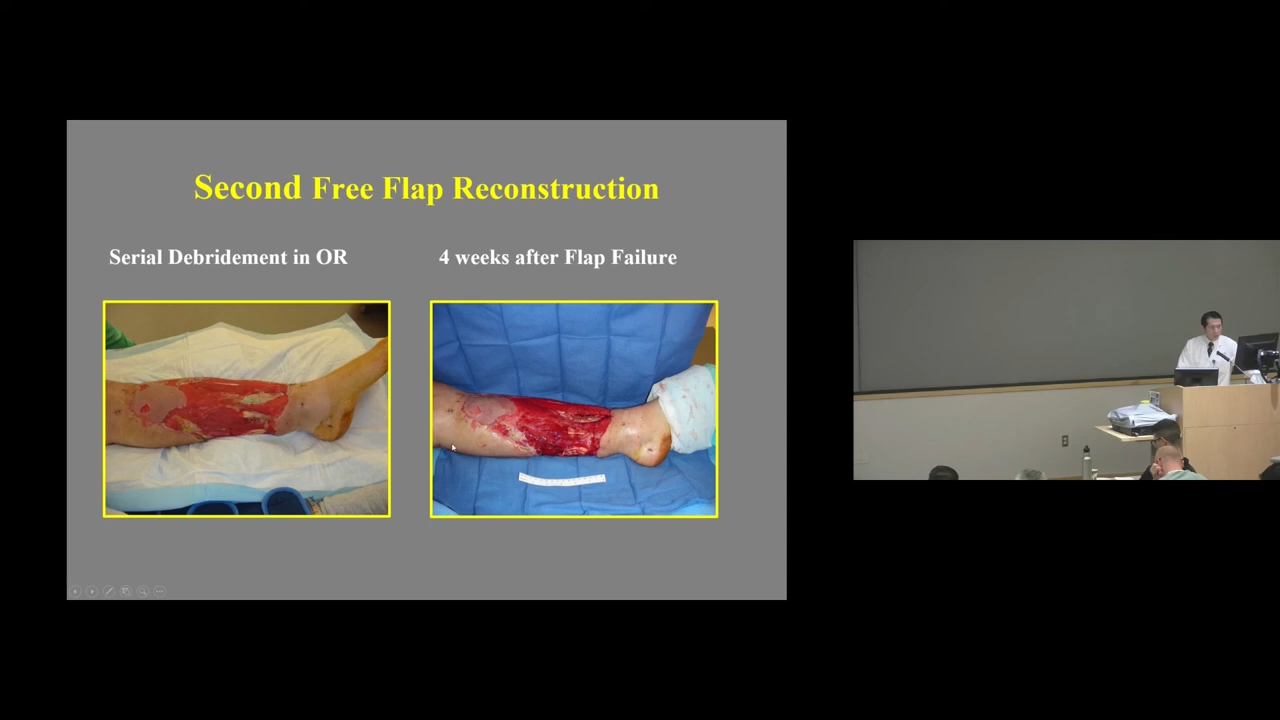 Second Free Flap Reconstruction
Serial Debridement in OR
4 weeks after Flap Failure